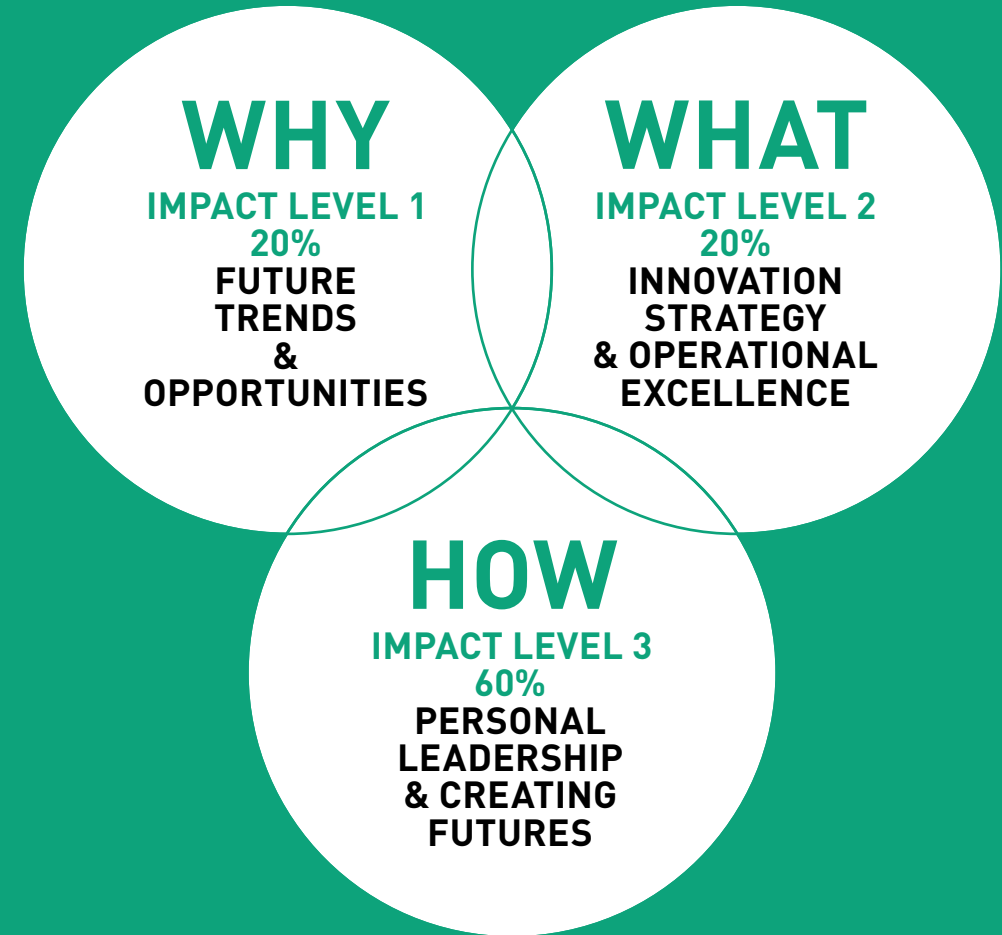 WHY
IMPACT LEVEL 1
20%
FUTURE
TRENDS
&
OPPORTUNITIES
WHAT
IMPACT LEVEL 2
20%
INNOVATION
STRATEGY
& OPERATIONAL
EXCELLENCE
HOW
IMPACT LEVEL 3
60%
PERSONAL
LEADERSHIP
& CREATING
FUTURES